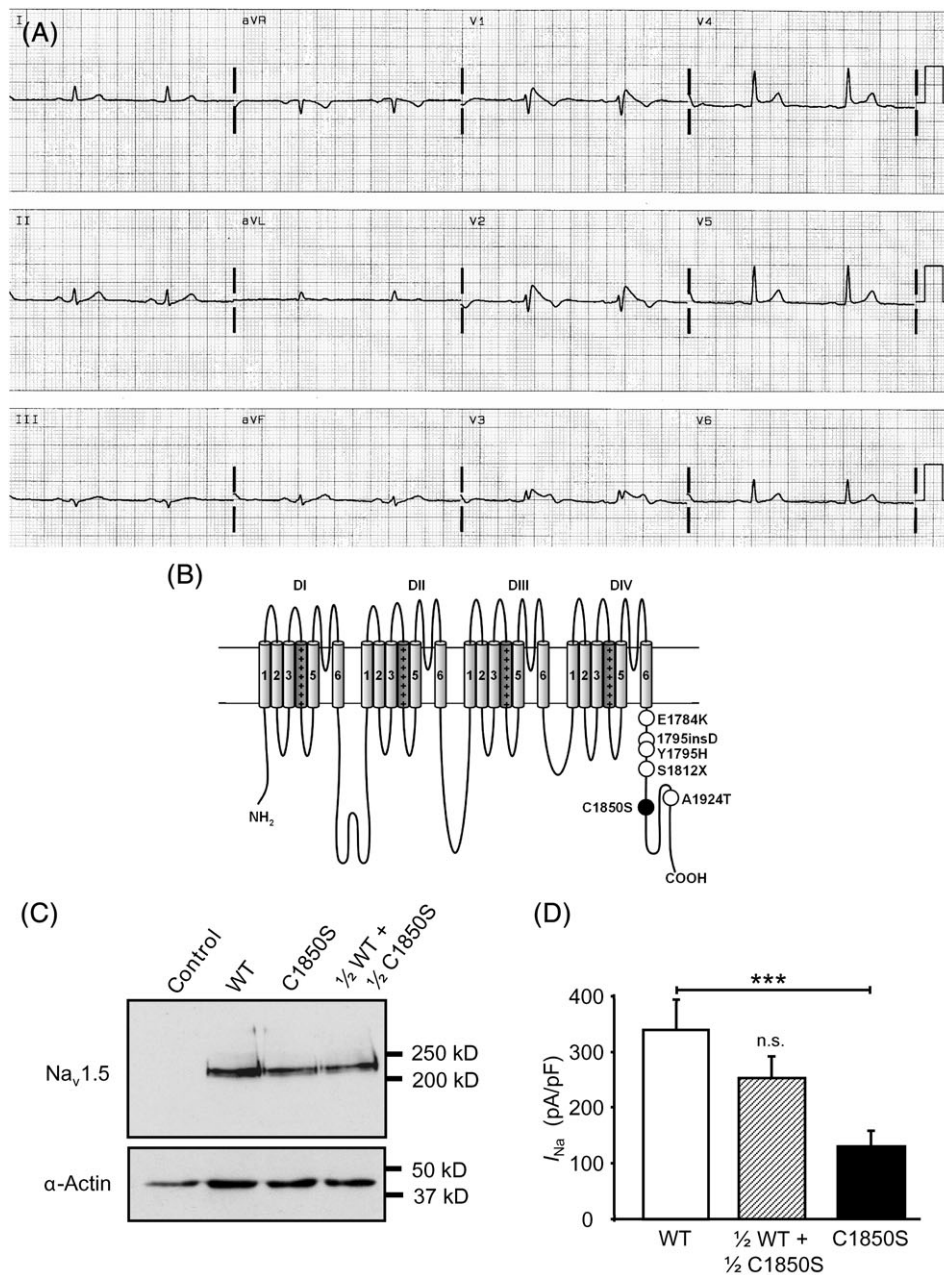 (A)
I aVR V1 V4
II aVL V2 V5
III aVF V3 V6
(B)
DI DII DIII DIV
1 2 3 + + + + + 5 6 1 2 3 + + + + + 5 6 1 2 3 + + + + + + 5 6 1 2 3 + + + + + + + 5 6
E1784K
1795insD
Y1795H
S1812X
C1850S A1924T
NH2
COOH
(C)
Control
WT
C1850S
½ WT +
½ C1850S
Nav1.5
250 kD
200 kD
α-Actin
50 kD
37 kD
(D)
***
n.s.
400
300
200
100
0
INa (pA/pF)
WT ½ WT + C1850S
½ C1850S